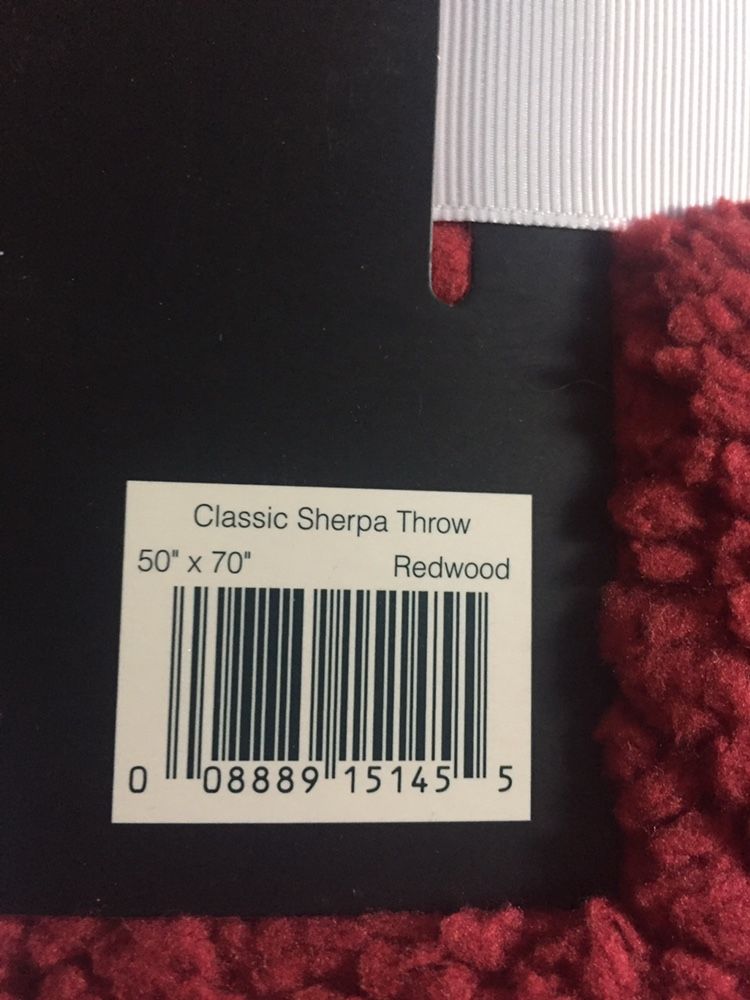 Classic Sherpa Throw
50" x 70" Redwood
0 08889 15145 5